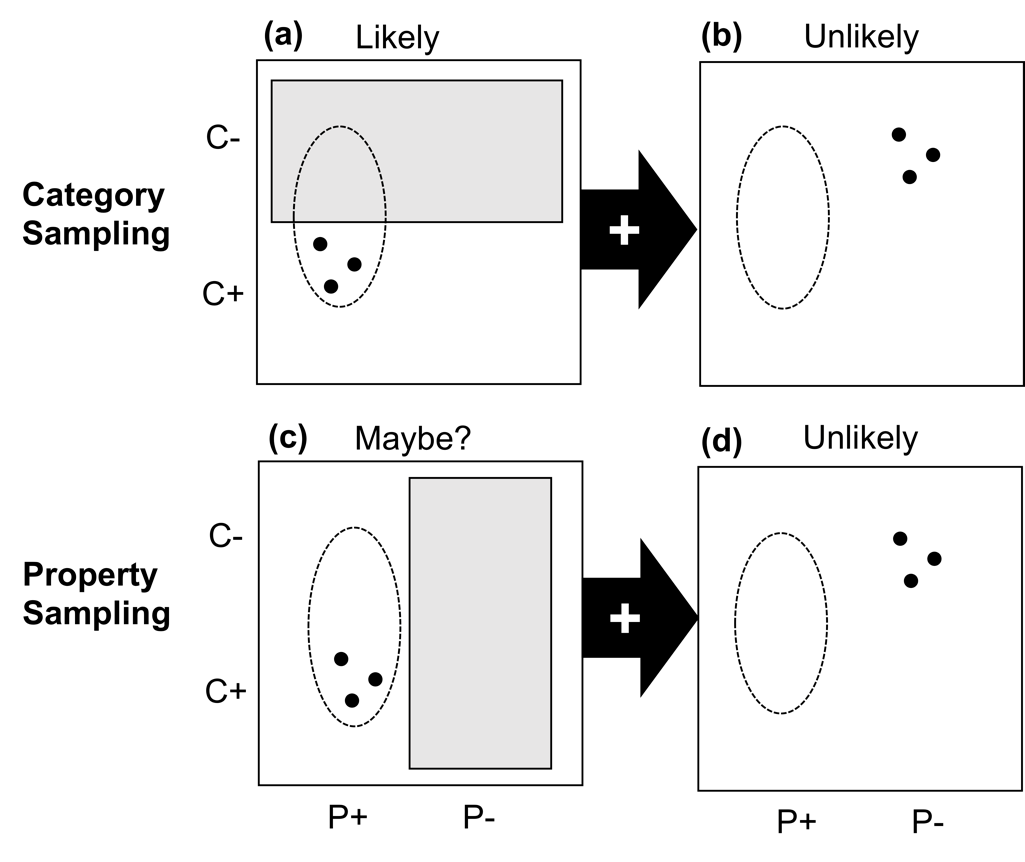 (a) Likely
(b) Unlikely
C-
Category
Sampling
C+
+
(c) Maybe?
(d) Unlikely
C-
Property
Sampling
C+
+
P+ P-
P+ P-